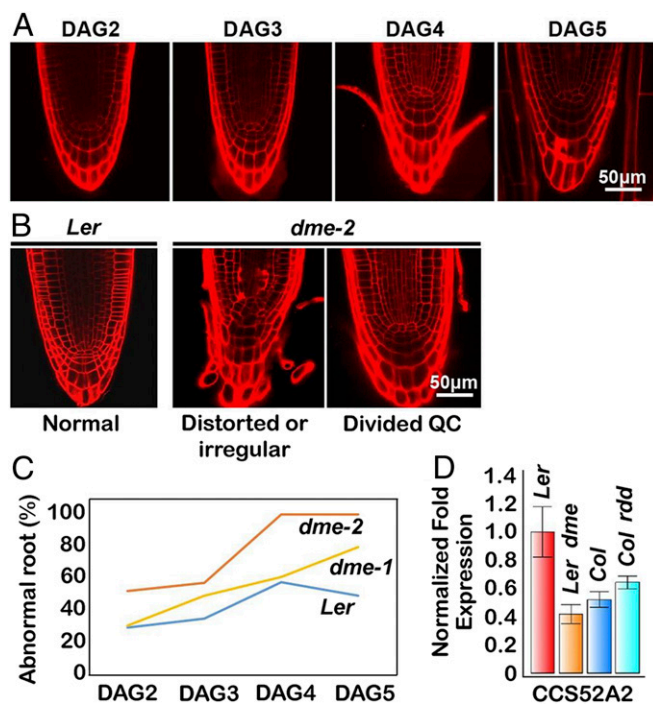 A
DAG2 DAG3 DAG4 DAG5
50µm
B
Ler dme-2
50µm
Normal Distorted or irregular Divided QC
C
Abnormal root (%)
100
80
60
40
20
0
dme-2
dme-1
Ler
DAG2 DAG3 DAG4 DAG5
D
Normalized Fold
Expression
1.4
1.2
1.0
0.8
0.6
0.4
0.2
0
Ler
Ler dme
Col
Col rdd
CCS52A2